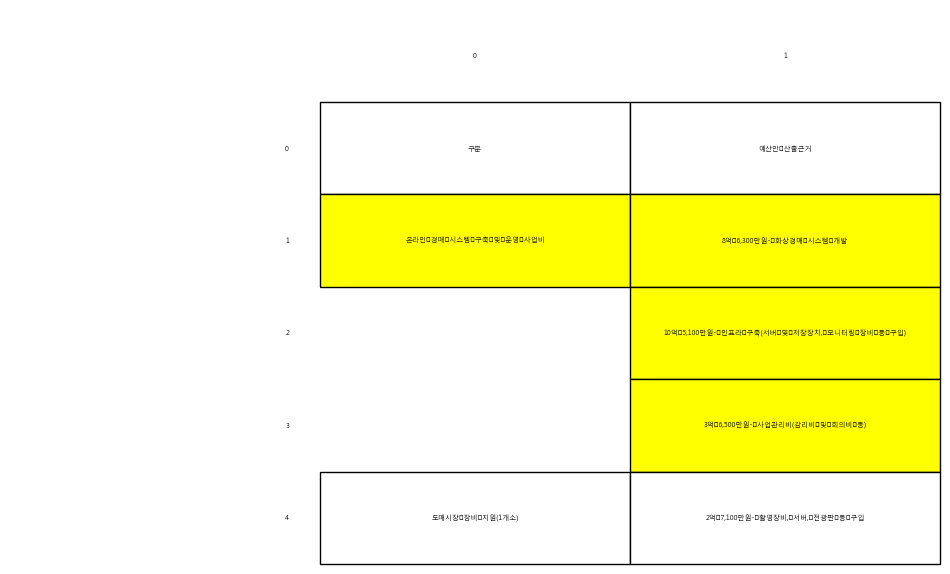 0 1
0 구분 예산안 산출근거
1 온라인 경매 시스템 구축 및 운영 사업비 8억 6,300만원- 화상경매 시스템 개발
2 10억 5,100만원- 인프라 구축(서버 및 저장장치, 모니터링 장비 등 구입)
3 3억 6,500만원- 사업관리비(감리비 및 회의비 등)
4 도매시장 장비 지원(1개소) 2억 7,100만원- 촬영장비, 서버, 전광판 등 구입